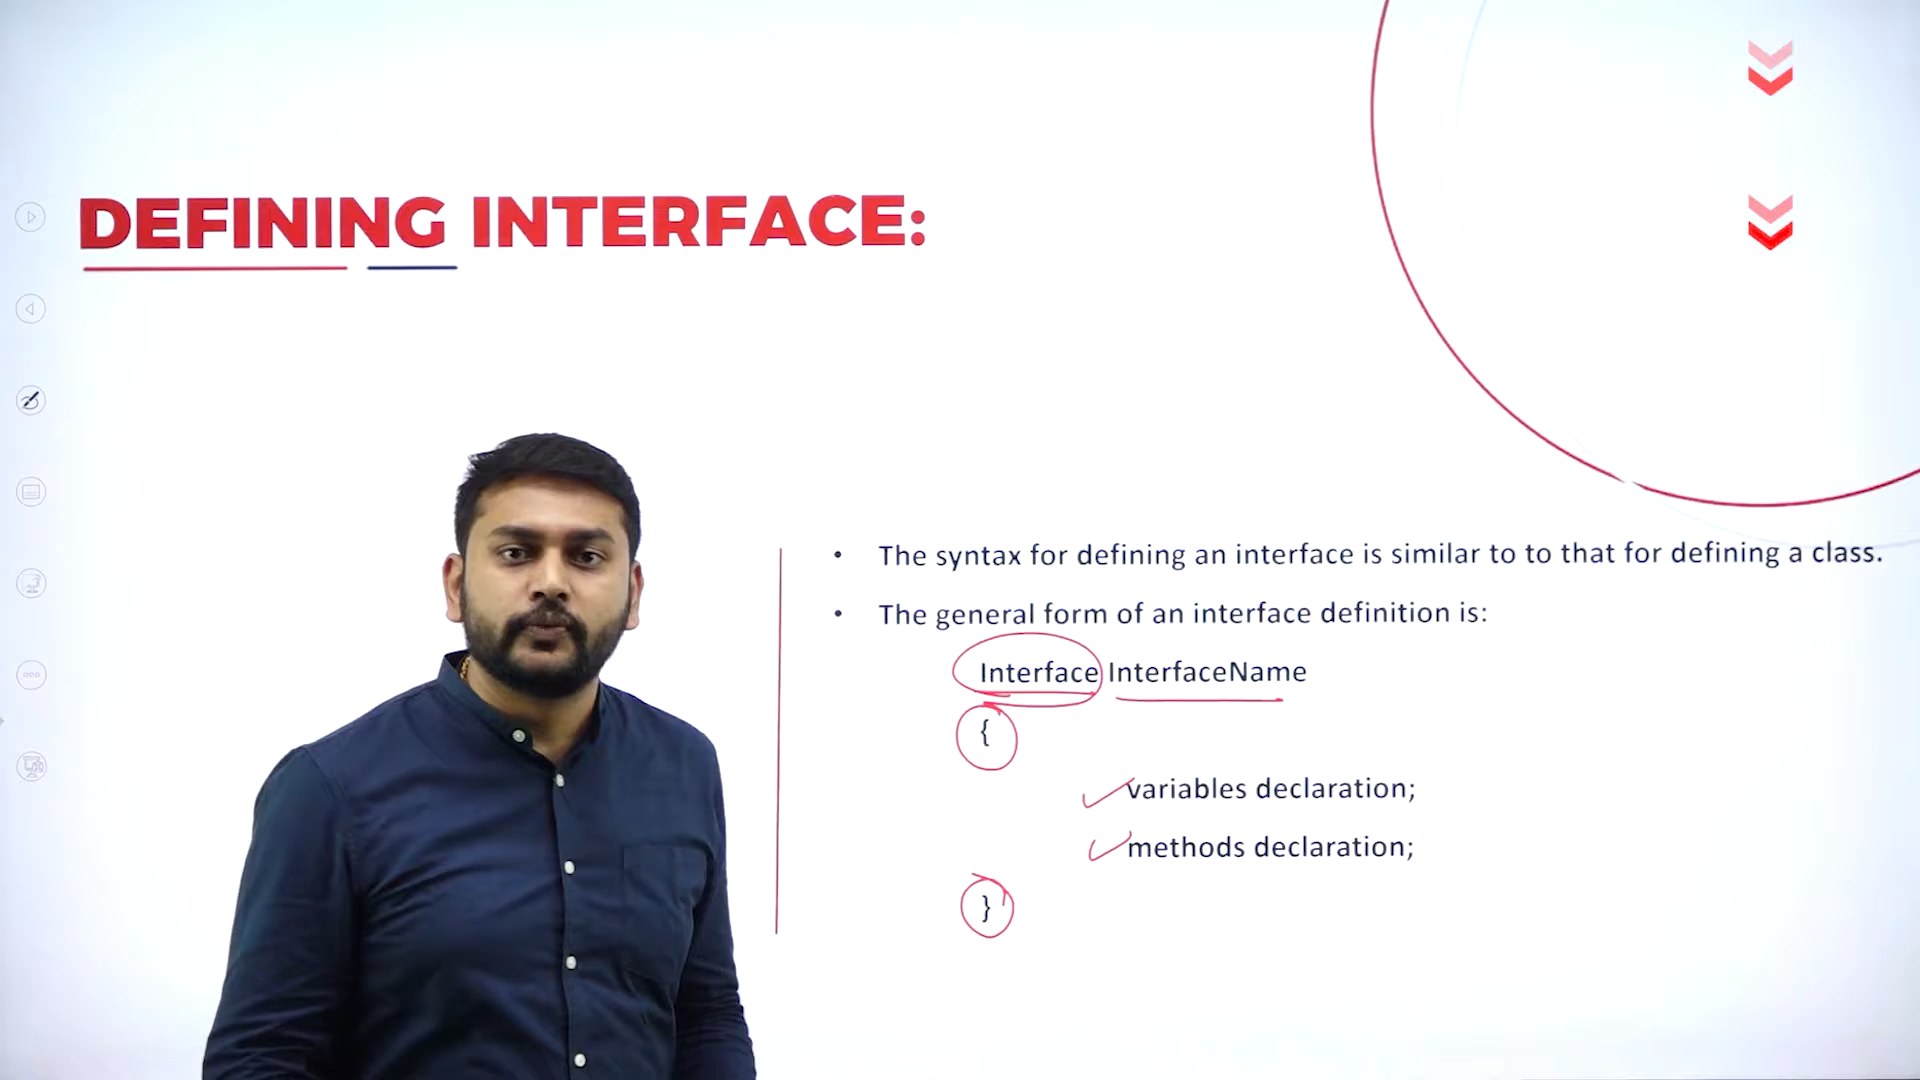 DEFINING INTERFACE:
• The syntax for defining an interface is similar to to that for defining a class.
• The general form of an interface definition is:
Interface InterfaceName
{
variables declaration;
methods declaration;
}